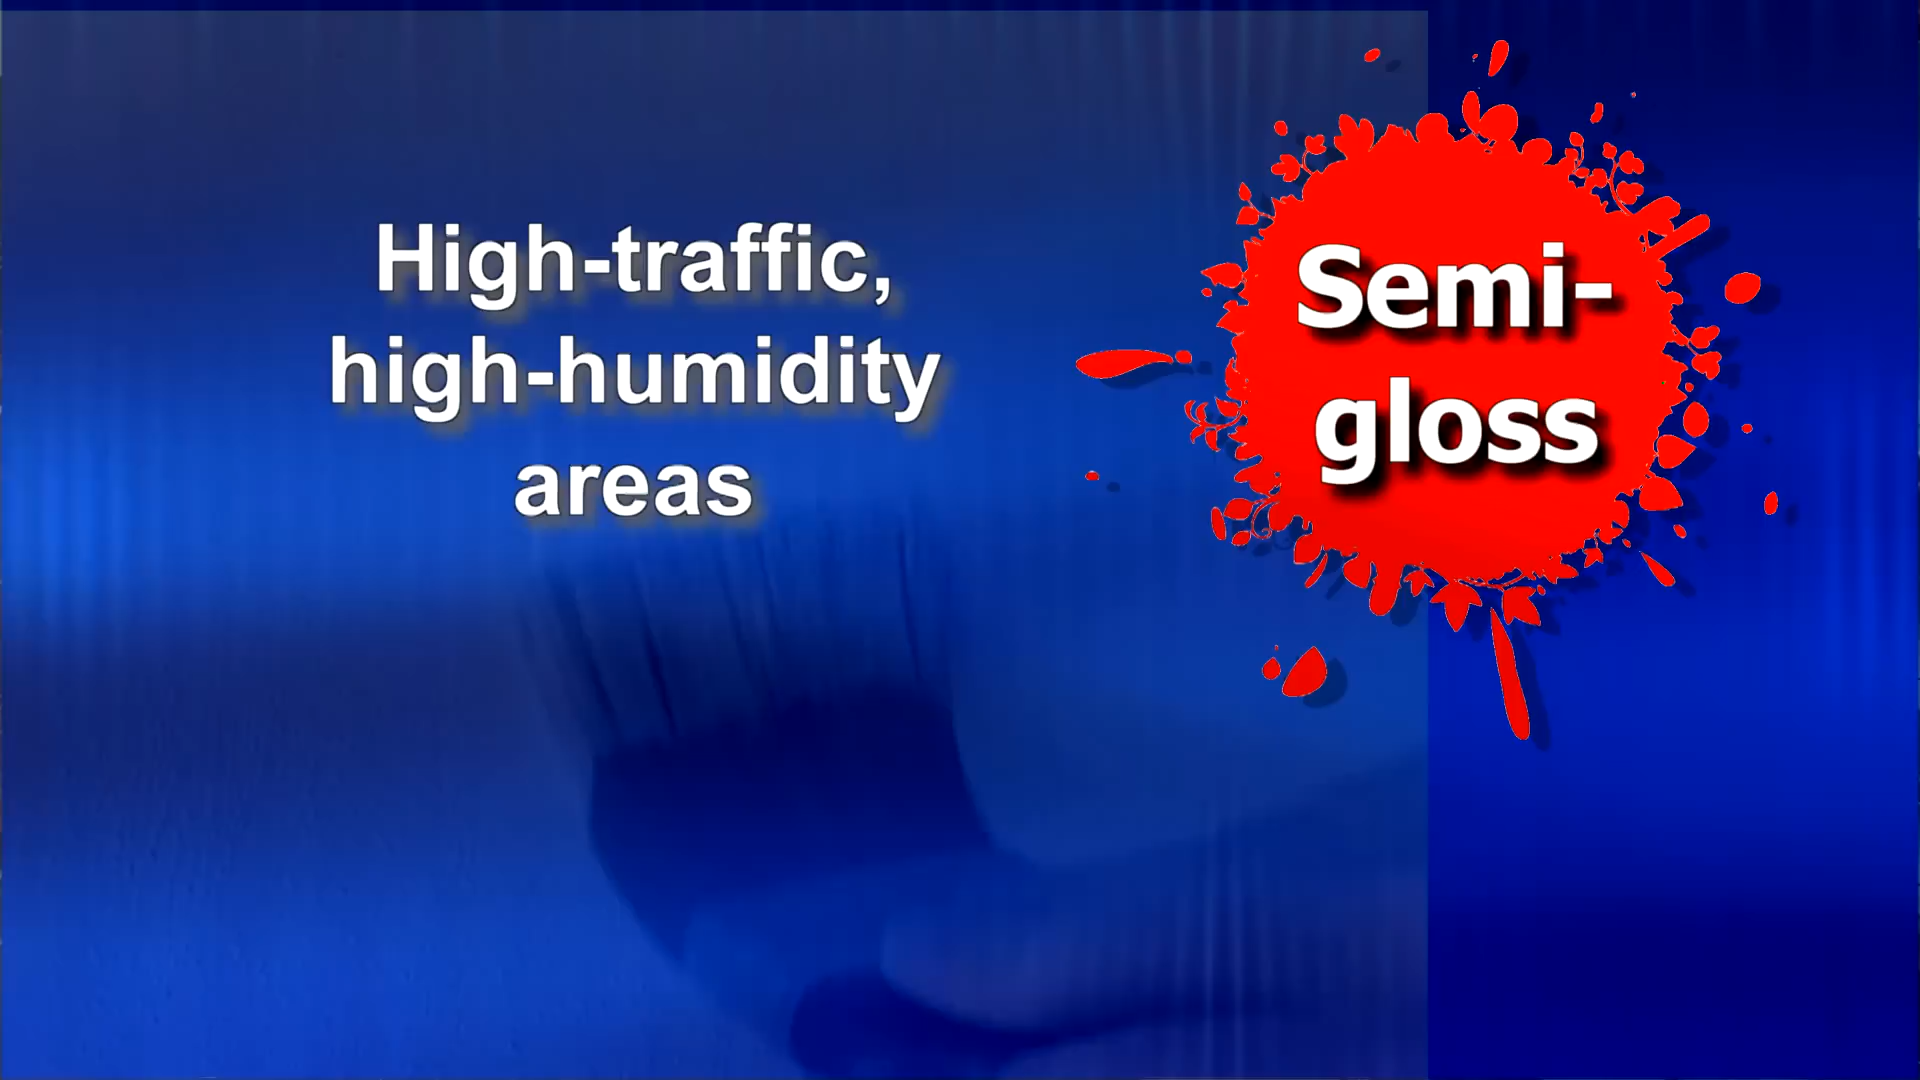 High-traffic,
high-humidity
areas
Semi-
gloss